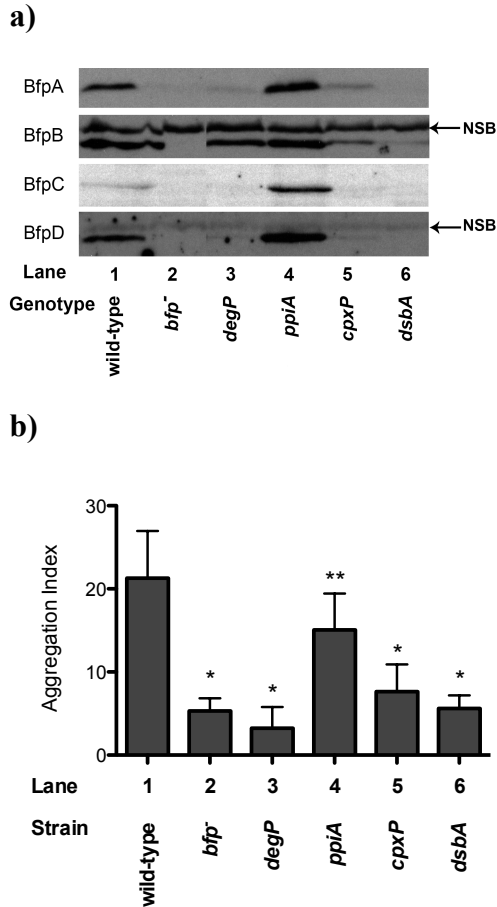 a)
BfpA
BfpB
NSB
BfpC
BfpD
NSB
Lane 1 2 3 4 5 6
Genotype wild-type bfp- degP ppiA cpxP dsbA
b)
30
20
10
0
Aggregation Index
* * ** * *
Lane 1 2 3 4 5 6
Strain wild-type bfp- degP ppiA cpxP dsbA